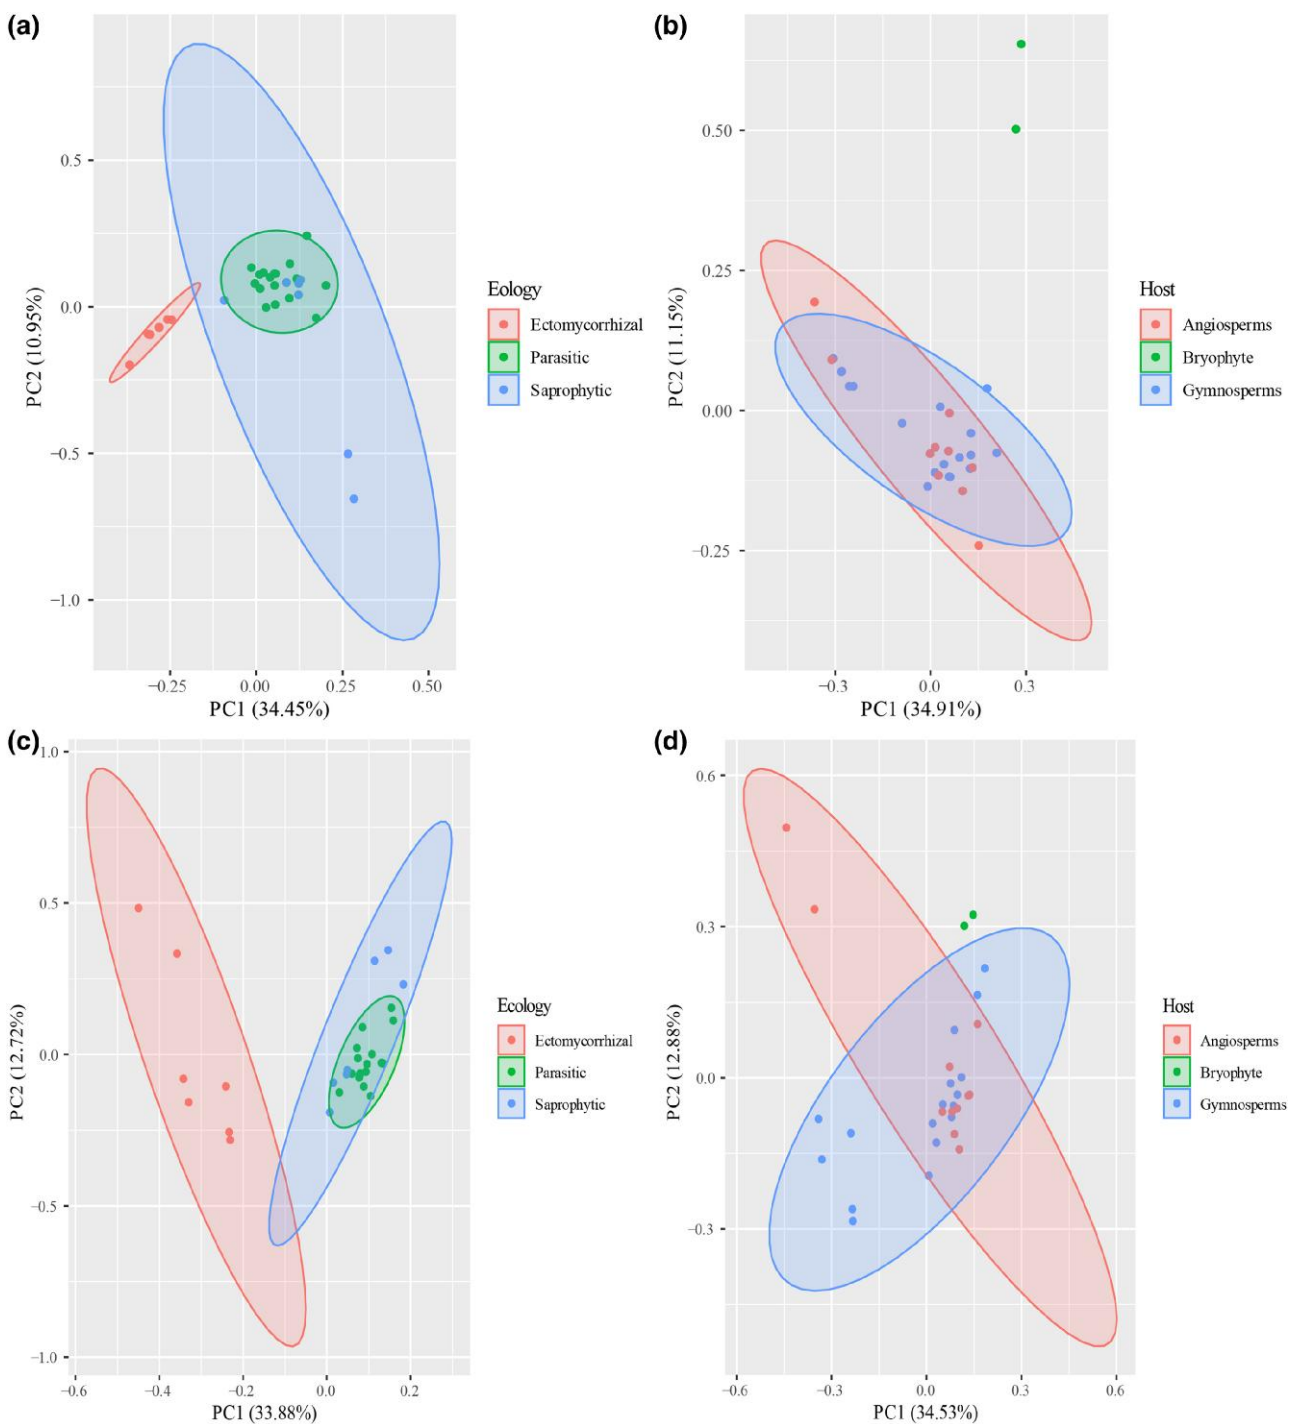 (a)
0.5
0.0
−0.5
−1.0
PC2 (10.95%)
−0.25 0.00 0.25 0.50
PC1 (34.45%)
Eology
Ectomycorrhizal
Parasitic
Saprophytic
(b)
0.50
0.25
0.00
−0.25
PC2 (11.15%)
−0.3 0.0 0.3
PC1 (34.91%)
Host
Angiosperms
Bryophyte
Gymnosperms
(c)
1.0
0.5
0.0
−0.5
−1.0
PC2 (12.72%)
−0.6 −0.4 −0.2 0.0 0.2
PC1 (33.88%)
Ecology
Ectomycorrhizal
Parasitic
Saprophytic
(d)
0.6
0.3
0.0
−0.3
PC2 (12.88%)
−0.6 −0.3 0.0 0.3 0.6
PC1 (34.53%)
Host
Angiosperms
Bryophyte
Gymnosperms